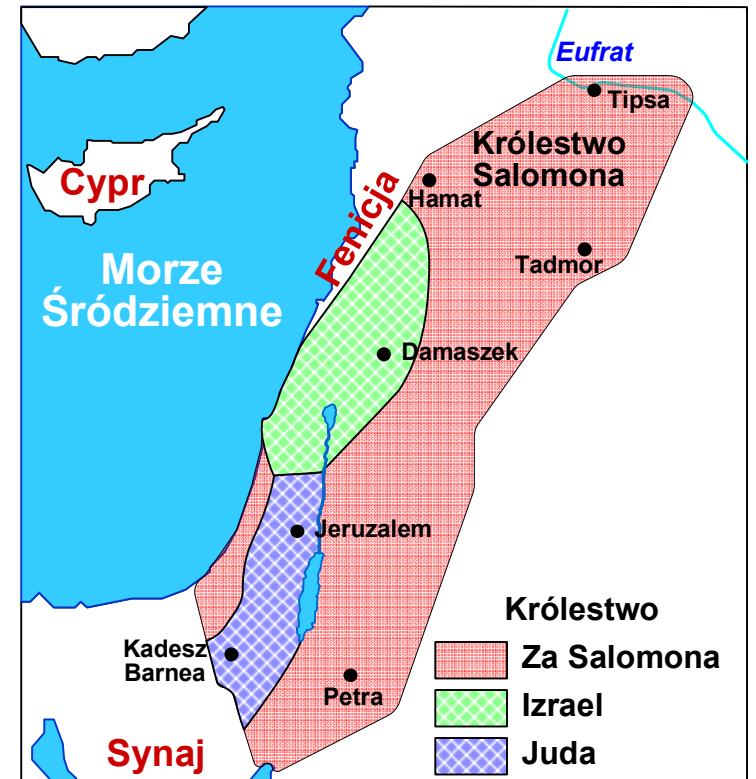 Eufrat
Tipsa
Królestwo
Salomona
Cypr
Hamat
Fenicja
Tadmor
Morze
Śródziemne
Damaszek
Jeruzalem
Kadesz
Barnea
Petra
Synaj
Królestwo
Za Salomona
Izrael
Juda